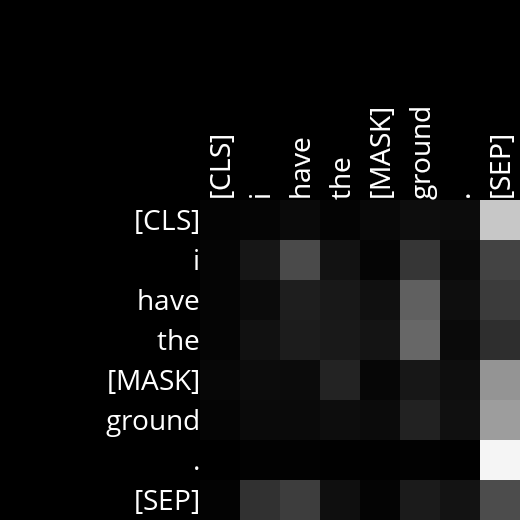 [CLS] i have the [MASK] ground . [SEP]
[CLS]
i
have
the
[MASK]
ground
.
[SEP]